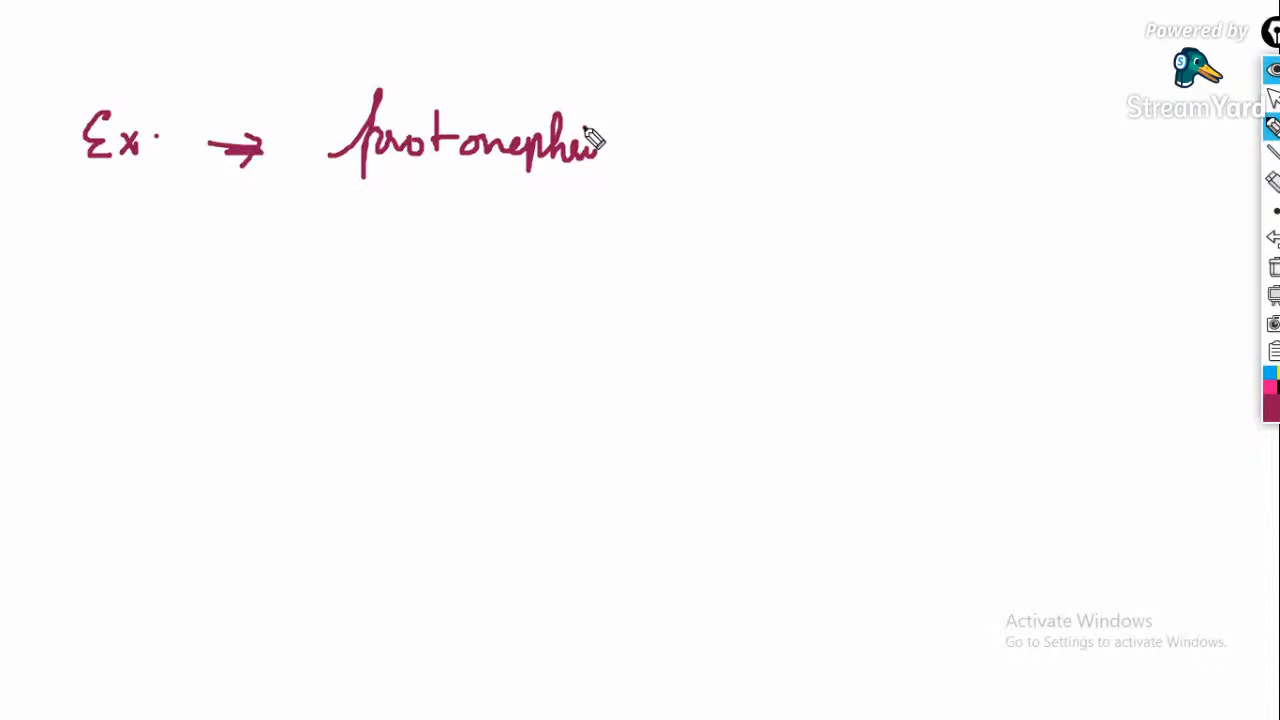 Powered by
StreamYard
Ex. → protonephri
Activate Windows
Go to Settings to activate Windows.